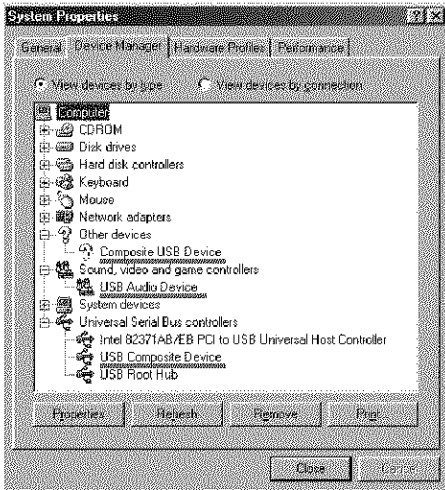 System Properties
General Device Manager Hardware Profiles Performance
View devices by type View devices by connection
Computer
CDROM
Disk drives
Hard disk controllers
Keyboard
Mouse
Network adapters
Other devices
Composite USB Device
Sound, video and game controllers
USB Audio Device
System devices
Universal Serial Bus controllers
Intel 82371AB/EB PCI to USB Universal Host Controller
USB Composite Device
USB Root Hub
Properties Refresh Remove Print
Close Cancel